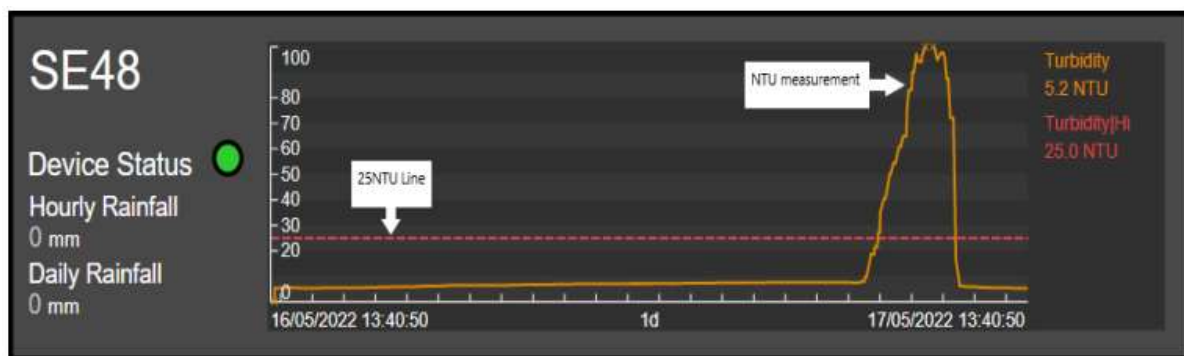 SE48
Device Status
Hourly Rainfall
0 mm
Daily Rainfall
0 mm
100
80
70
60
50
40
30
20
0
25NTU Line
NTU measurement
16/05/2022 13:40:50
1d
17/05/2022 13:40:50
Turbidity
5.2 NTU
Turbidity|Hi
25.0 NTU